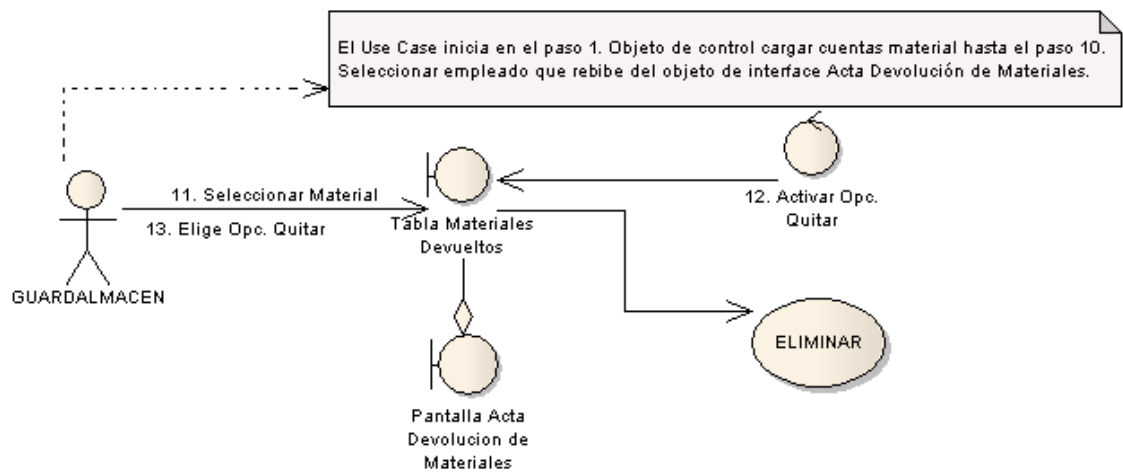 El Use Case inicia en el paso 1. Objeto de control cargar cuentas material hasta el paso 10.
Seleccionar empleado que rebibe del objeto de interface Acta Devolución de Materiales.
11. Seleccionar Material
13. Elige Opc. Quitar
GUARDALMACEN
Tabla Materiales
Devueltos
12. Activar Opc.
Quitar
ELIMINAR
Pantalla Acta
Devolucion de
Materiales